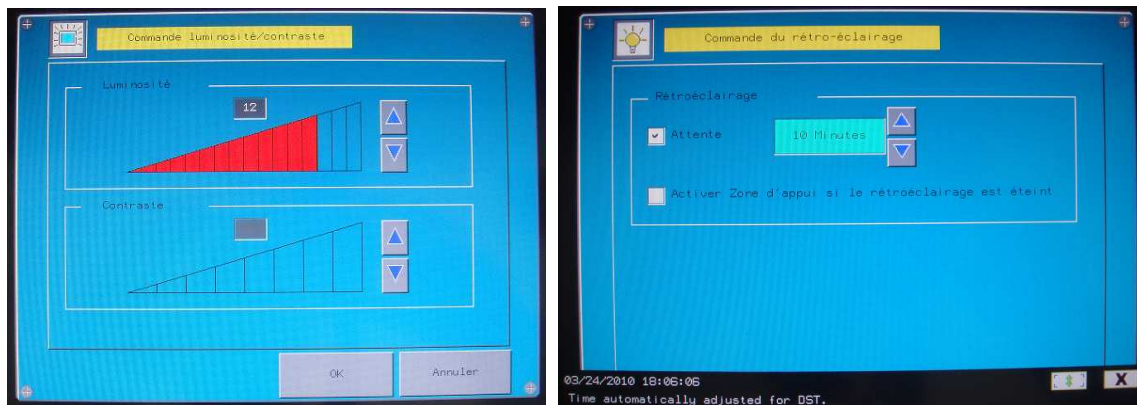 Commande luminosité/contraste
Luminosité
12
Contraste
OK
Annuler
Commande du rétro-éclairage
Rétroéclairage
Attente
10 Minutes
Activer Zone d'appui si le rétroéclairage est éteint
03/24/2010 18:06:06
X
Time automatically adjusted for DST.